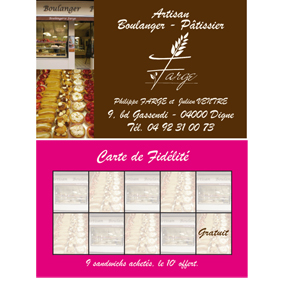 Boulanger P
Artisan
Boulanger - Pâtissier
Farge
Philippe FARGE et Julien VENTRE
9, bd Gassendi - 04000 Digne
Tél. 04 92 31 00 73
Carte de Fidélité
Gratuit
9 sandwichs achetés, le 10 offert.